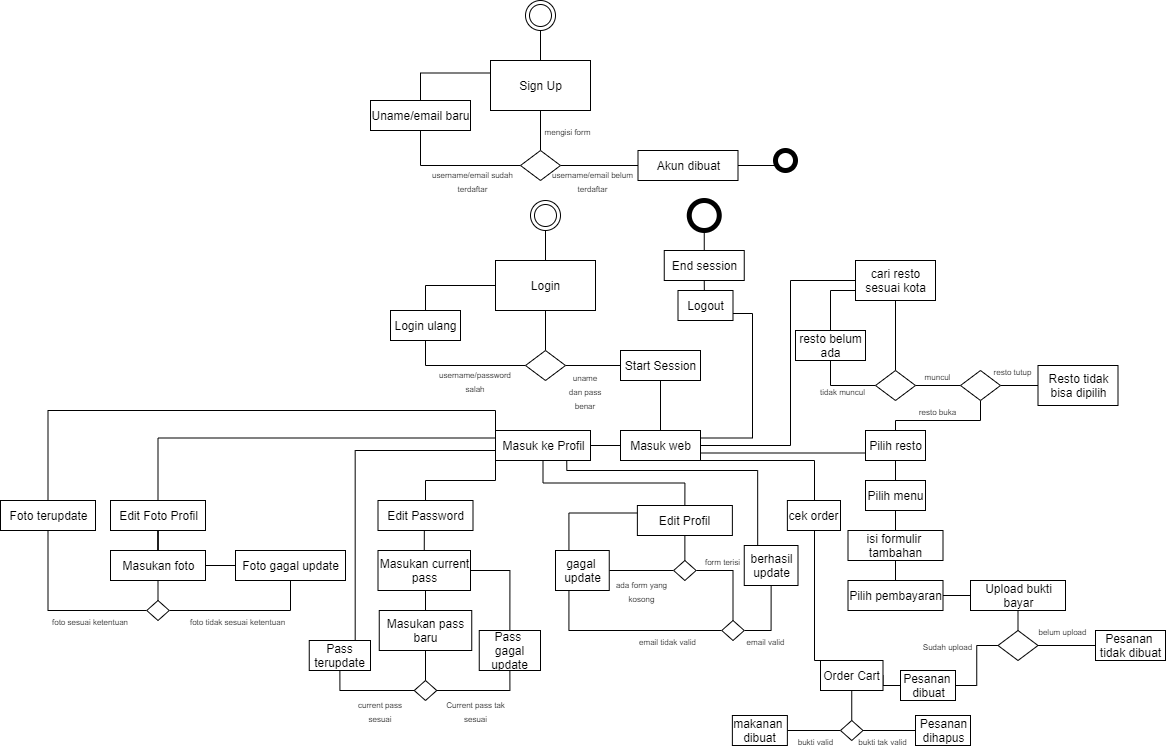 Sign Up
Uname/email baru
mengisi form
username/email sudah
terdaftar
username/email belum
terdaftar
Akun dibuat
Login
Login ulang
username/password
salah
uname
dan pass
benar
Start Session
End session
Logout
cari resto
sesuai kota
resto belum
ada
tidak muncul
muncul
resto tutup
Resto tidak
bisa dipilih
resto buka
Masuk ke Profil
Masuk web
Pilih resto
Foto terupdate
Edit Foto Profil
Masukan foto
Foto gagal update
foto sesuai ketentuan
foto tidak sesuai ketentuan
Edit Password
Masukan current
pass
Masukan pass
baru
Pass
terupdate
Pass
gagal
update
current pass
sesuai
Current pass tak
sesuai
Edit Profil
gagal
update
ada form yang
kosong
form terisi
berhasil
update
email tidak valid
email valid
cek order
Pilih menu
isi formulir
tambahan
Pilih pembayaran
Upload bukti
bayar
Sudah upload
belum upload
Pesanan
tidak dibuat
Order Cart
Pesanan
dibuat
makanan
dibuat
bukti valid
bukti tak valid
Pesanan
dihapus